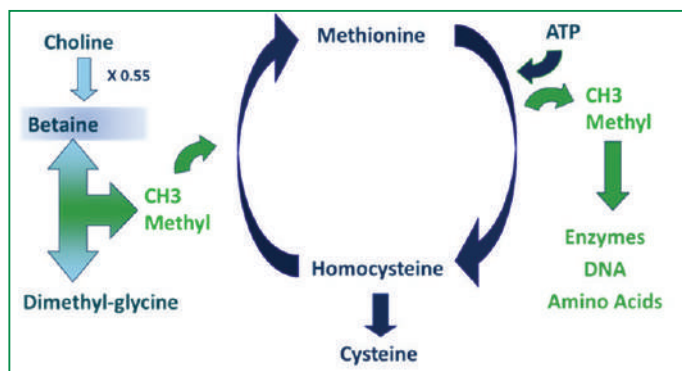 Choline
X 0.55
Betaine
CH3
Methyl
Dimethyl-glycine
Methionine
Homocysteine
Cysteine
ATP
CH3
Methyl
Enzymes
DNA
Amino Acids